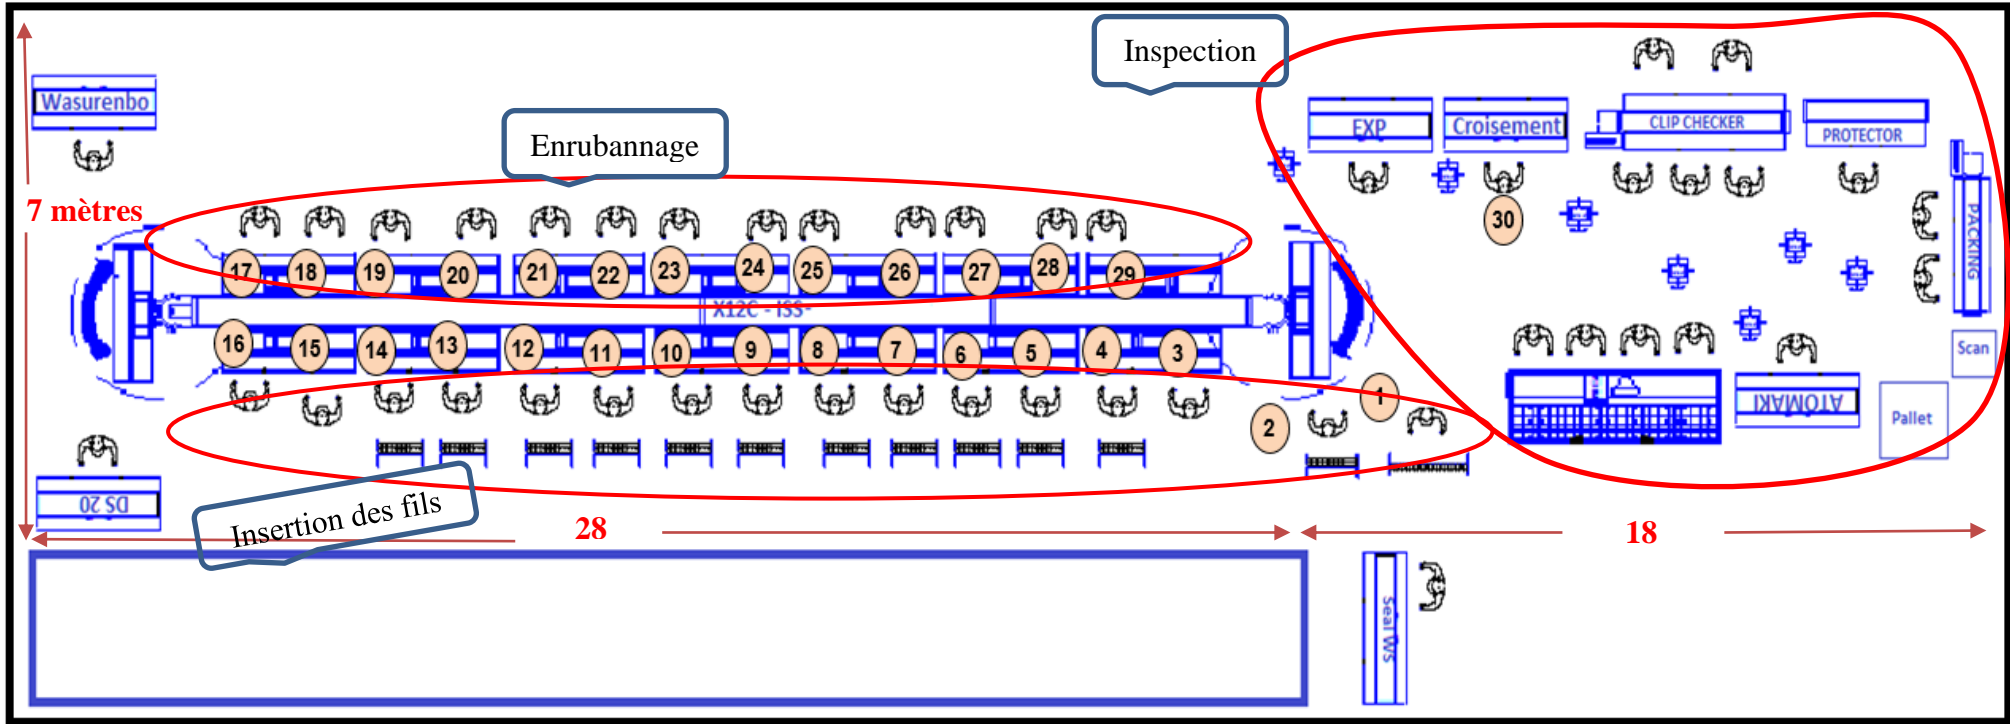 Inspection
Wasurenbo
Enrubannage
EXP
Croisement
CLIP CHECKER
PROTECTOR
7 mètres
30
PACKING
17 18 19 20 21 22 23 24 25 26 27 28 29
X12C - ISS-
16 15 14 13 12 11 10 9 8 7 6 5 4 3
Scan
1
2
ATOMAKI
Pallet
DS 20
Insertion des fils
28
18
Seal WS